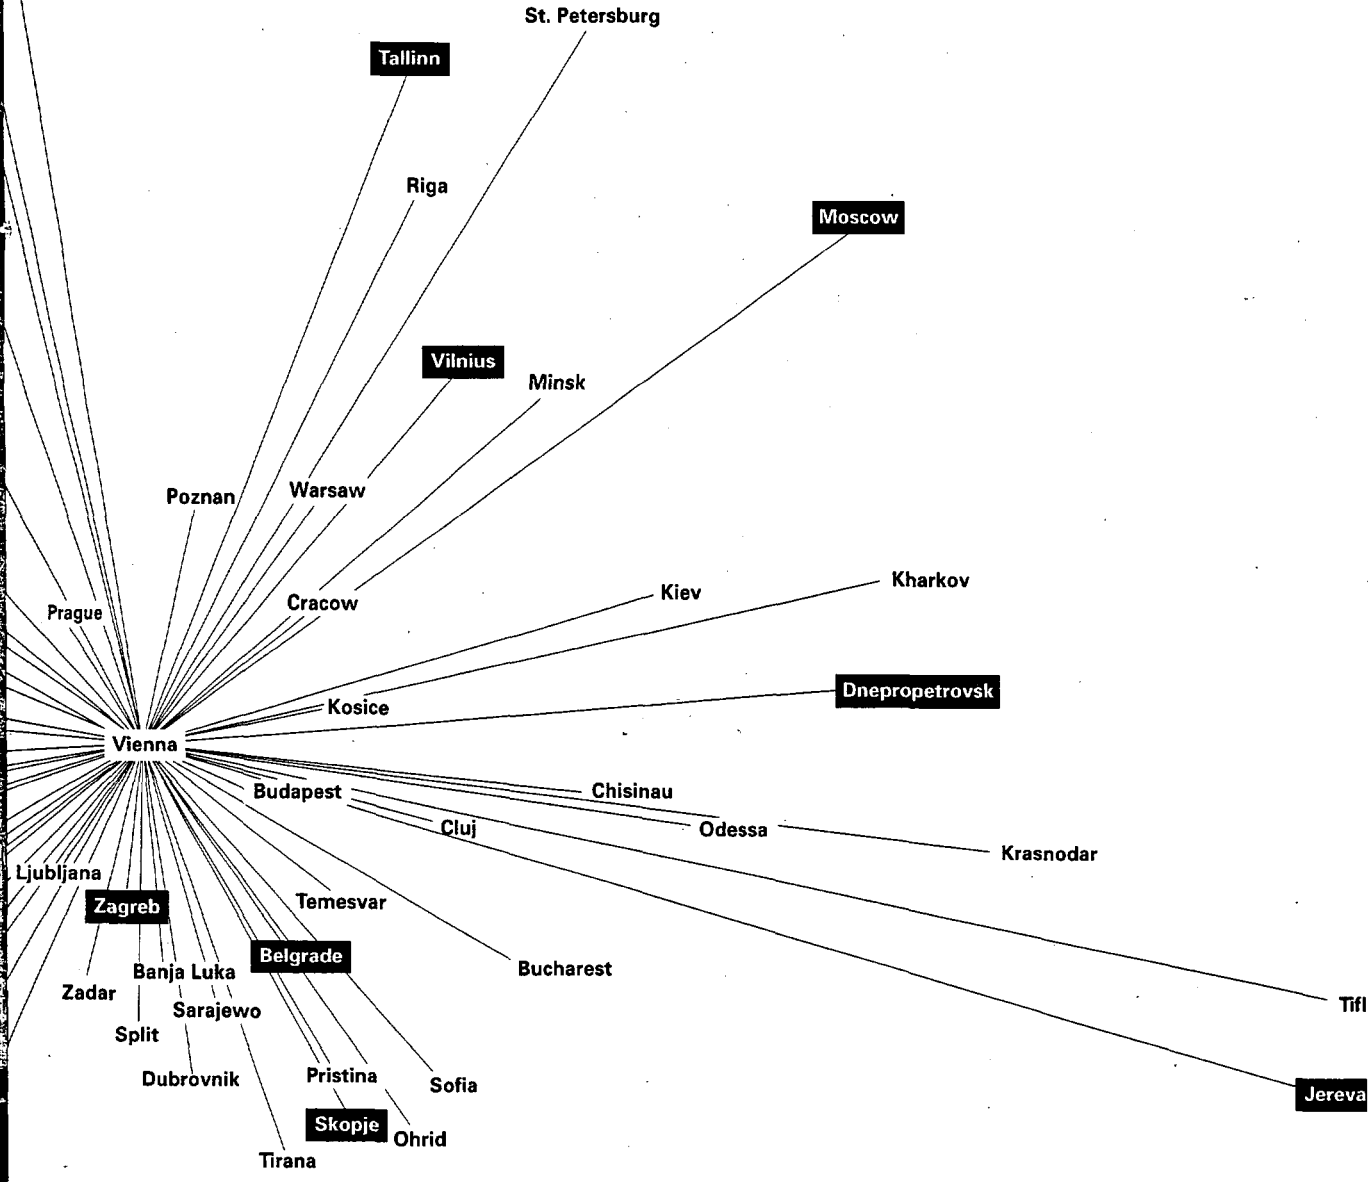 St. Petersburg
Tallinn
Riga
Moscow
Vilnius
Minsk
Poznan
Warsaw
Kiev
Kharkov
Prague
Cracow
Dnepropetrovsk
Kosice
Vienna
Budapest
Chisinau
Cluj
Odessa
Krasnodar
Ljubljana
Temesvar
Zagreb
Belgrade
Bucharest
Banja Luka
Zadar
Sarajewo
Tifl
Split
Dubrovnik
Pristina
Sofia
Jereva
Skopje
Ohrid
Tirana